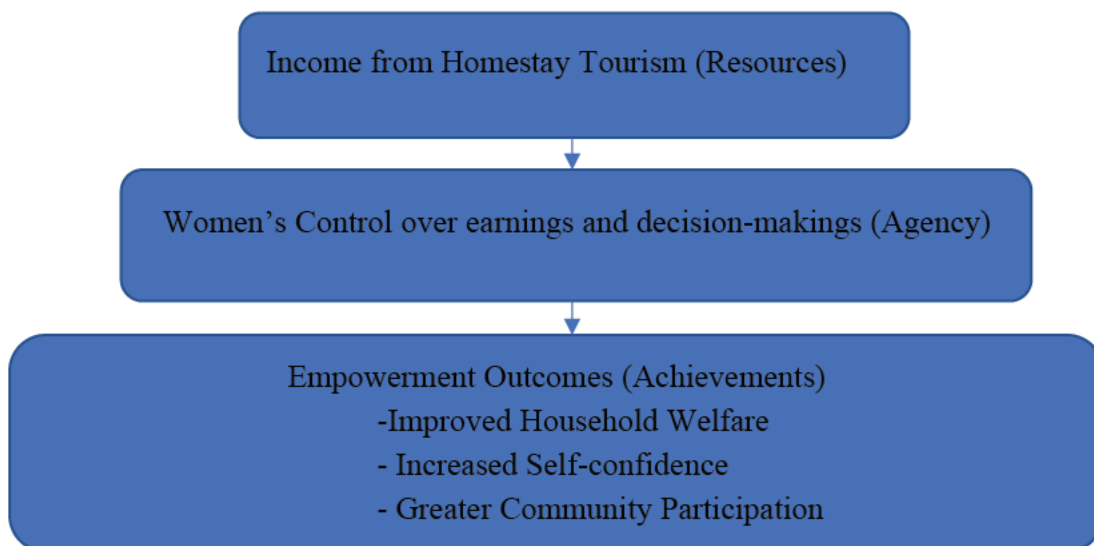 Income from Homestay Tourism (Resources)
Women’s Control over earnings and decision-makings (Agency)
Empowerment Outcomes (Achievements)
-Improved Household Welfare
- Increased Self-confidence
- Greater Community Participation